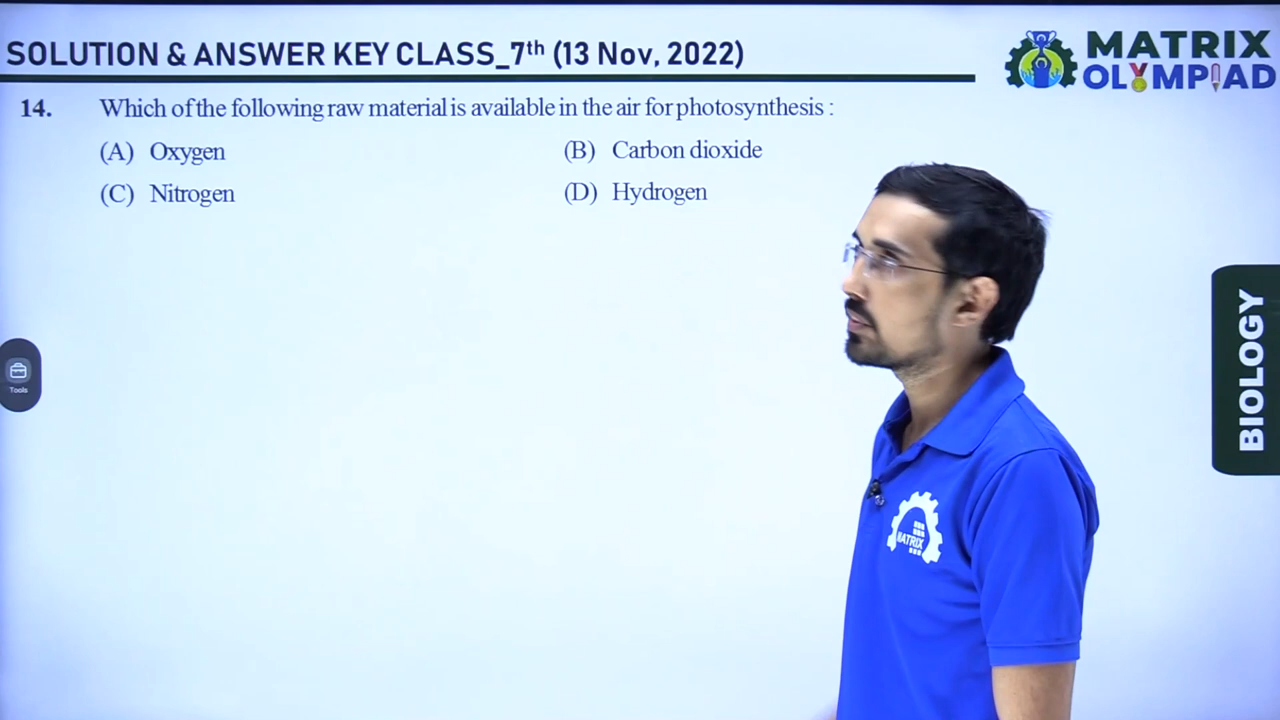 SOLUTION & ANSWER KEY CLASS_7th (13 Nov, 2022)
MATRIX
OLYMPIAD
14. Which of the following raw material is available in the air for photosynthesis :
(A) Oxygen (B) Carbon dioxide
(C) Nitrogen (D) Hydrogen
BIOLOGY
Tools
MATRIX